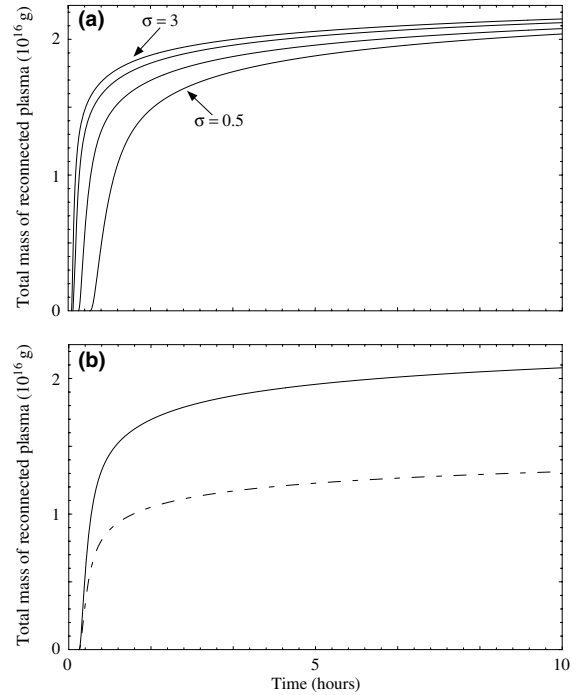 (a)
σ = 3
σ = 0.5
Total mass of reconnected plasma (10¹⁶ g)
2
1
0
(b)
Total mass of reconnected plasma (10¹⁶ g)
2
1
0
0 5 10
Time (hours)